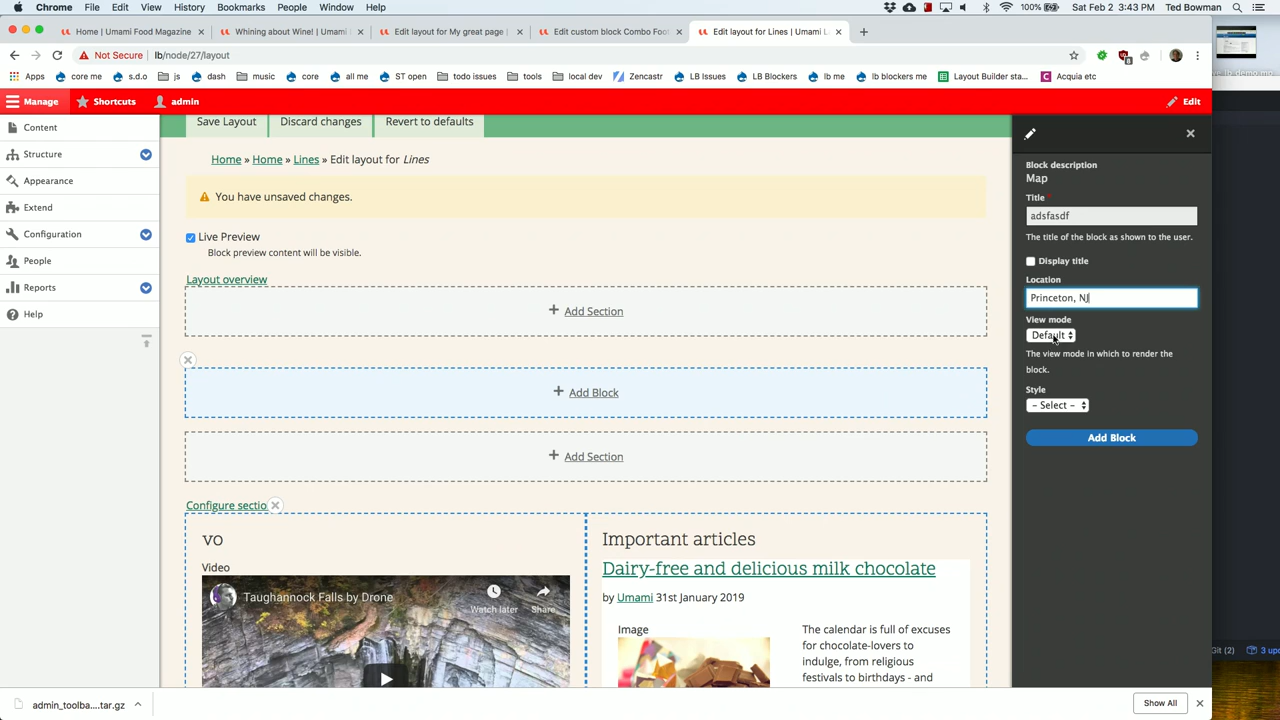 Chrome File Edit View History Bookmarks People Window Help
100% Sat Feb 2 3:43 PM Ted Bowman
Home | Umami Food Magazine
Whining about Wine! | Umami
Edit layout for My great page
Edit custom block Combo Foo
Edit layout for Lines | Umami L
Not Secure lb/node/27/layout
Apps core me s.d.o js dash music core all me ST open todo issues tools local dev Zencastr LB Issues LB Blockers lb me lb blockers me Layout Builder sta... Acquia etc
Manage Shortcuts admin Edit
Content
Structure
Appearance
Extend
Configuration
People
Reports
Help
Save Layout Discard changes Revert to defaults
Home » Home » Lines » Edit layout for Lines
You have unsaved changes.
Live Preview
Block preview content will be visible.
Layout overview
Add Section
Add Block
Add Section
Configure sectio
vo
Video
Taughannock Falls by Drone
Watch later Share
Important articles
Dairy-free and delicious milk chocolate
by Umami 31st January 2019
Image
The calendar is full of excuses
for chocolate-lovers to
indulge, from religious
festivals to birthdays - and
Block description
Map
Title *
adsfasdf
The title of the block as shown to the user.
Display title
Location
Princeton, NJ
View mode
Default
The view mode in which to render the
block.
Style
- Select -
Add Block
Git (2) 3 up
admin_toolba....tar.gz
Show All